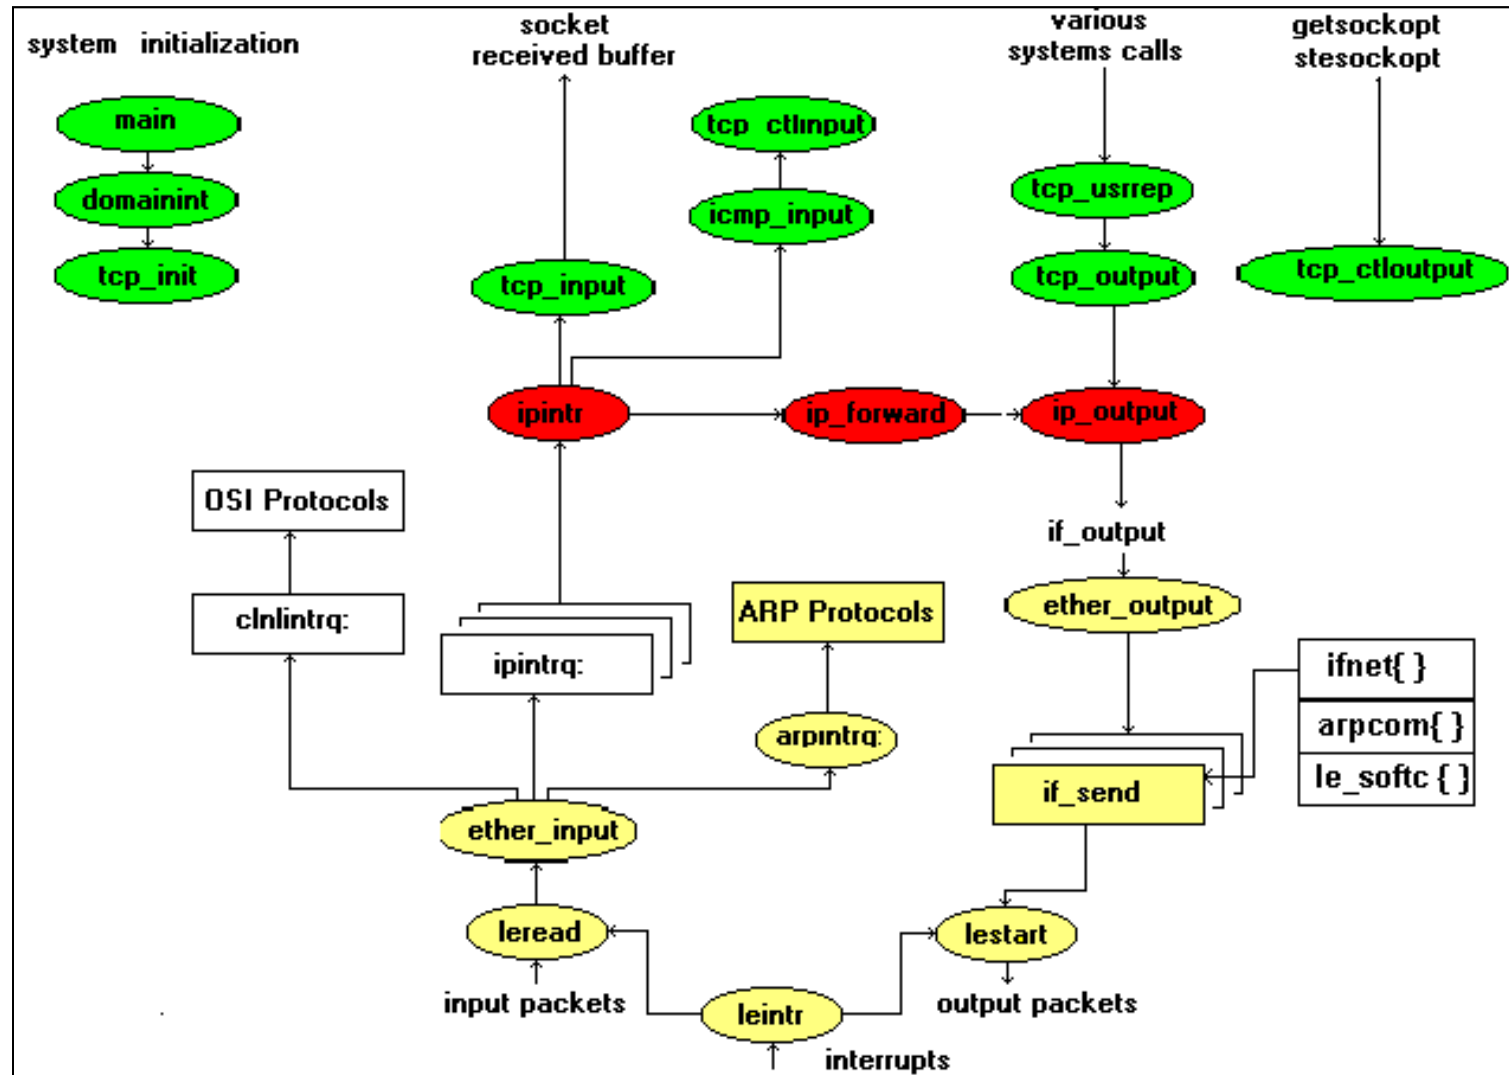 system initialization
socket
received buffer
various
systems calls
getsockopt
stesockopt
main
tcp_ctlinput
domainint
icmp_input
tcp_usrrep
tcp_init
tcp_input
tcp_output
tcp_ctloutput
ipintr
ip_forward
ip_output
OSI Protocols
if_output
clnlintrq:
ipintrq:
ARP Protocols
ether_output
arpintrq:
ifnet{ }
arpcom{ }
le_softc { }
if_send
ether_input
leread
lestart
input packets
leintr
output packets
interrupts